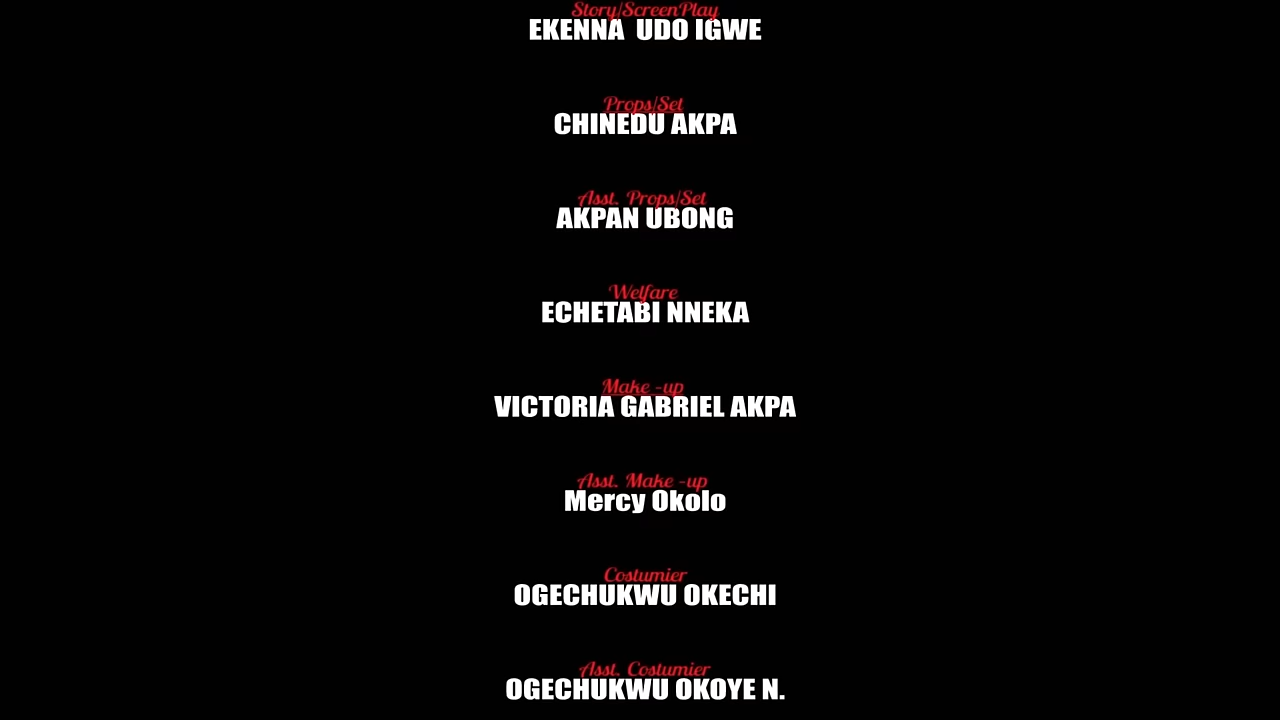 Story/ScreenPlay
EKENNA UDO IGWE
Props/Set
CHINEDU AKPA
Asst. Props/Set
AKPAN UBONG
Welfare
ECHETABI NNEKA
Make -up
VICTORIA GABRIEL AKPA
Asst. Make -up
Mercy Okolo
Costumier
OGECHUKWU OKECHI
Asst. Costumier
OGECHUKWU OKOYE N.